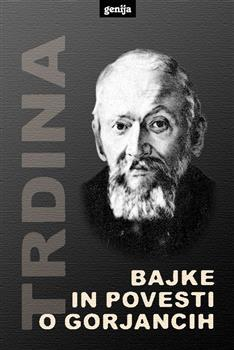 genija
TRDINA
BAJKE
IN POVESTI
O GORJANCIH